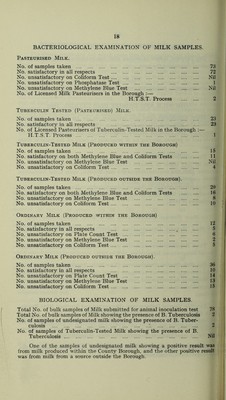 18
BACTERIOLOGICAL EXAMINATION OF MILK SAMPLES.
PASTEURISED MILK.
No. of samples taken 73
No. satisfactory in all respects 72
No. unsatisfactory on Coliform Test Nil
No. unsatisfactory on Phosphatase Test 1
No. unsatisfactory on Methylene Blue Test Nil
No. of Licensed Milk Pasteurisers in the Borough :—
H.T.S.T. Process 2
TUBERCULIN TESTED (PASTEURISED) MILK.
No. of samples taken 23
No. satisfactory in all respects 23
No. of Licensed Pasteurisers of Tuberculin-Tested Milk in the Borough :—
H.T.S.T. Process 1
TUBERCULIN-TESTED MILK (PRODUCED WITHIN THE BOROUGH)
No. of samples taken 15
No. satisfactory on both Methylene Blue and Coliform Tests 11
No. unsatisfactory on Methylene Blue Test Nil
No. unsatisfactory on Coliform Test 4
TUBERCULIN-TESTED MILK (PRODUCED OUTSIDE THE BOROUGH).
No. of samples taken 29
No. satisfactory on both Methylene Blue and Coliform Tests 16
No. unsatisfactory on Methylene Blue Test 8
No. unsatisfactory on Coliform Test 10
ORDINARY MILK (PRODUCED WITHIN THE BOROUGH)
No. of samples taken 12
No. satisfactory in all respects 5
No. unsatisfactory on Plate Count Test 6
No. unsatisfactory on Methylene Blue Test 2
No. unsatisfactory on Coliform Test
ORDINARY MILK (PRODUCED OUTSIDE THE BOROUGH)
No. of samples taken 36
No. satisfactory in all respects 10
No. unsatisfactory on Plate Count Test 14
No. unsatisfactory on Methylene Blue Test 13
No. unsatisfactory on Coliform Test
BIOLOGICAL EXAMINATION OF MILK SAMPLES.
Total No. of bulk samples of Milk submitted for animal inoculation test
Total No. of bulk samples of Milk showing the presence of B. Tuberculosis 2
No. of samples of undesignated milk showing the presence of B. Tuber-
culosis 2
No. of samples of Tuberculin-Tested Milk showing the presence of B.
Tuberculosis Nil
One of the samples of undesignated milk showing a positive result was
from milk produced within the County Borough, and the other positive result
was from milk from a source outside the Borough.